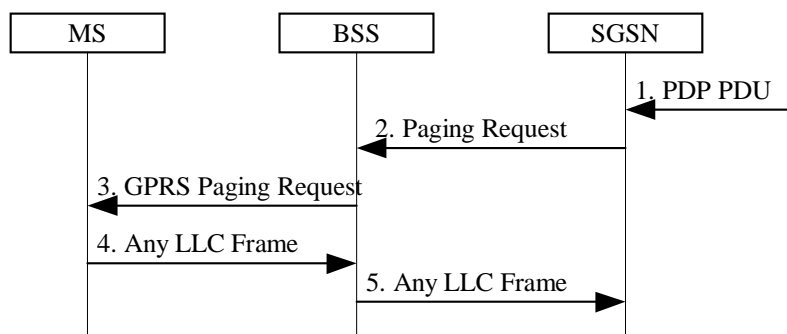 MS
BSS
SGSN
1. PDP PDU
2. Paging Request
3. GPRS Paging Request
4. Any LLC Frame
5. Any LLC Frame